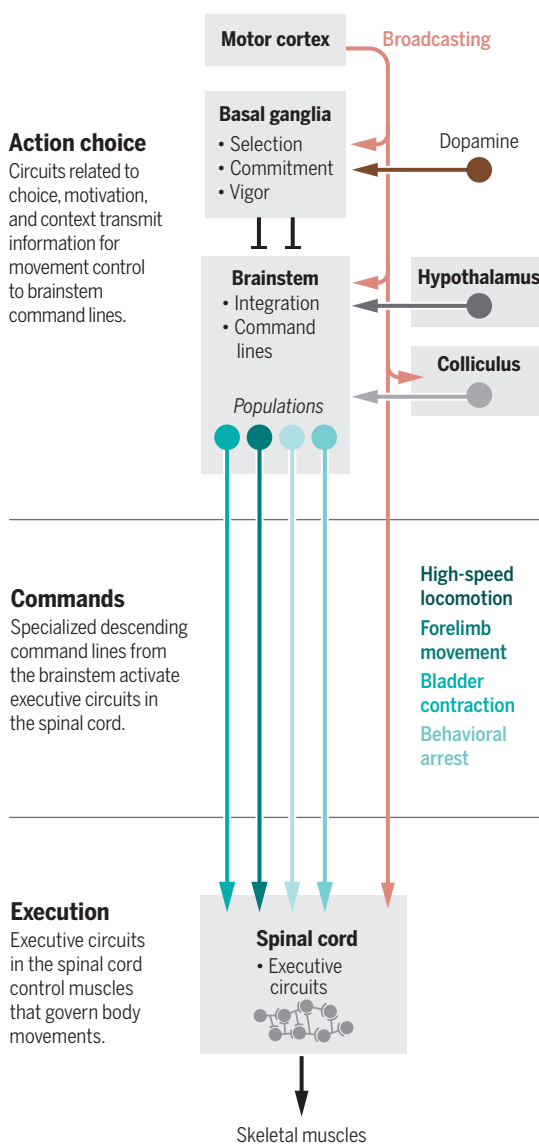 Motor cortex
Broadcasting
Basal ganglia
• Selection
• Commitment
• Vigor
Dopamine
Action choice
Circuits related to
choice, motivation,
and context transmit
information for
movement control
to brainstem
command lines.
Brainstem
• Integration
• Command
lines
Hypothalamus
Colliculus
Populations
Commands
Specialized descending
command lines from
the brainstem activate
executive circuits in
the spinal cord.
High-speed
locomotion
Forelimb
movement
Bladder
contraction
Behavioral
arrest
Execution
Executive circuits
in the spinal cord
control muscles
that govern body
movements.
Spinal cord
• Executive
circuits
Skeletal muscles